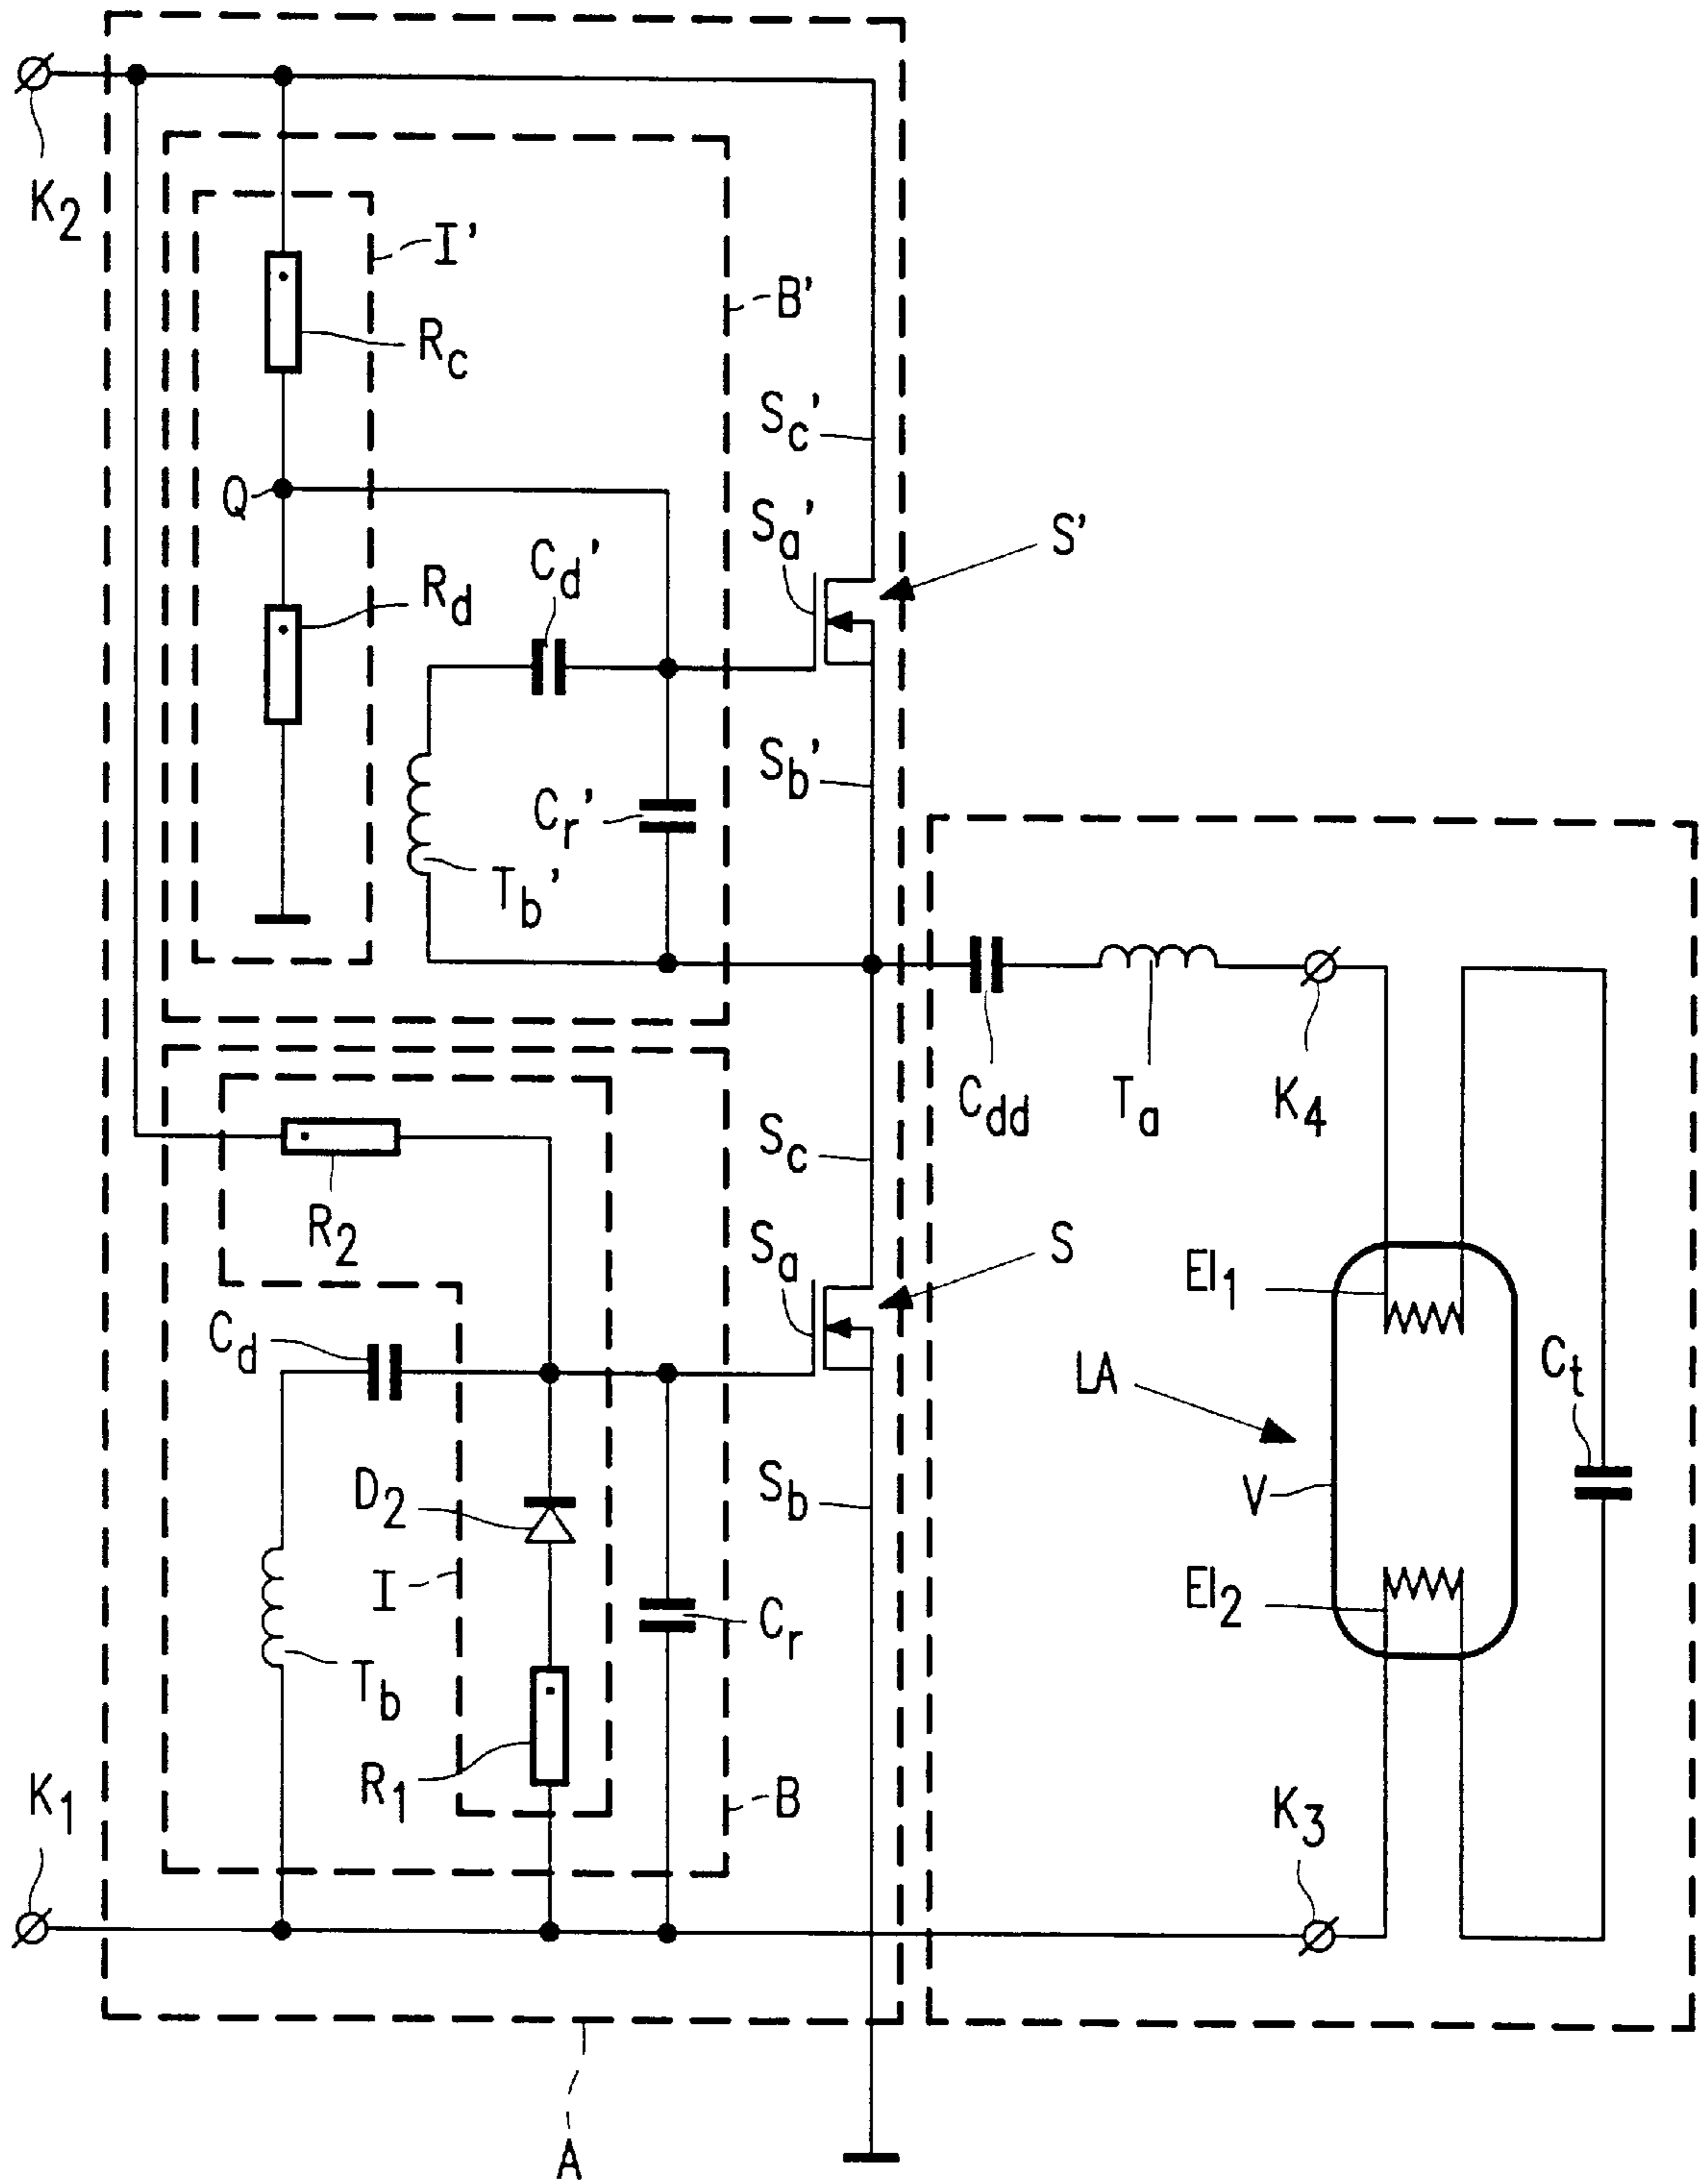 K2
I'
B'
Rc
Sc'
Q
Sa'
S'
Cd'
Rd
Sb'
Cr'
Tb'
Cdd
Ta
K4
Sc
R2
Sa
S
El1
Cd
LA
Ct
D2
Sb
V
I
El2
Cr
Tb
R1
B
K1
K3
A